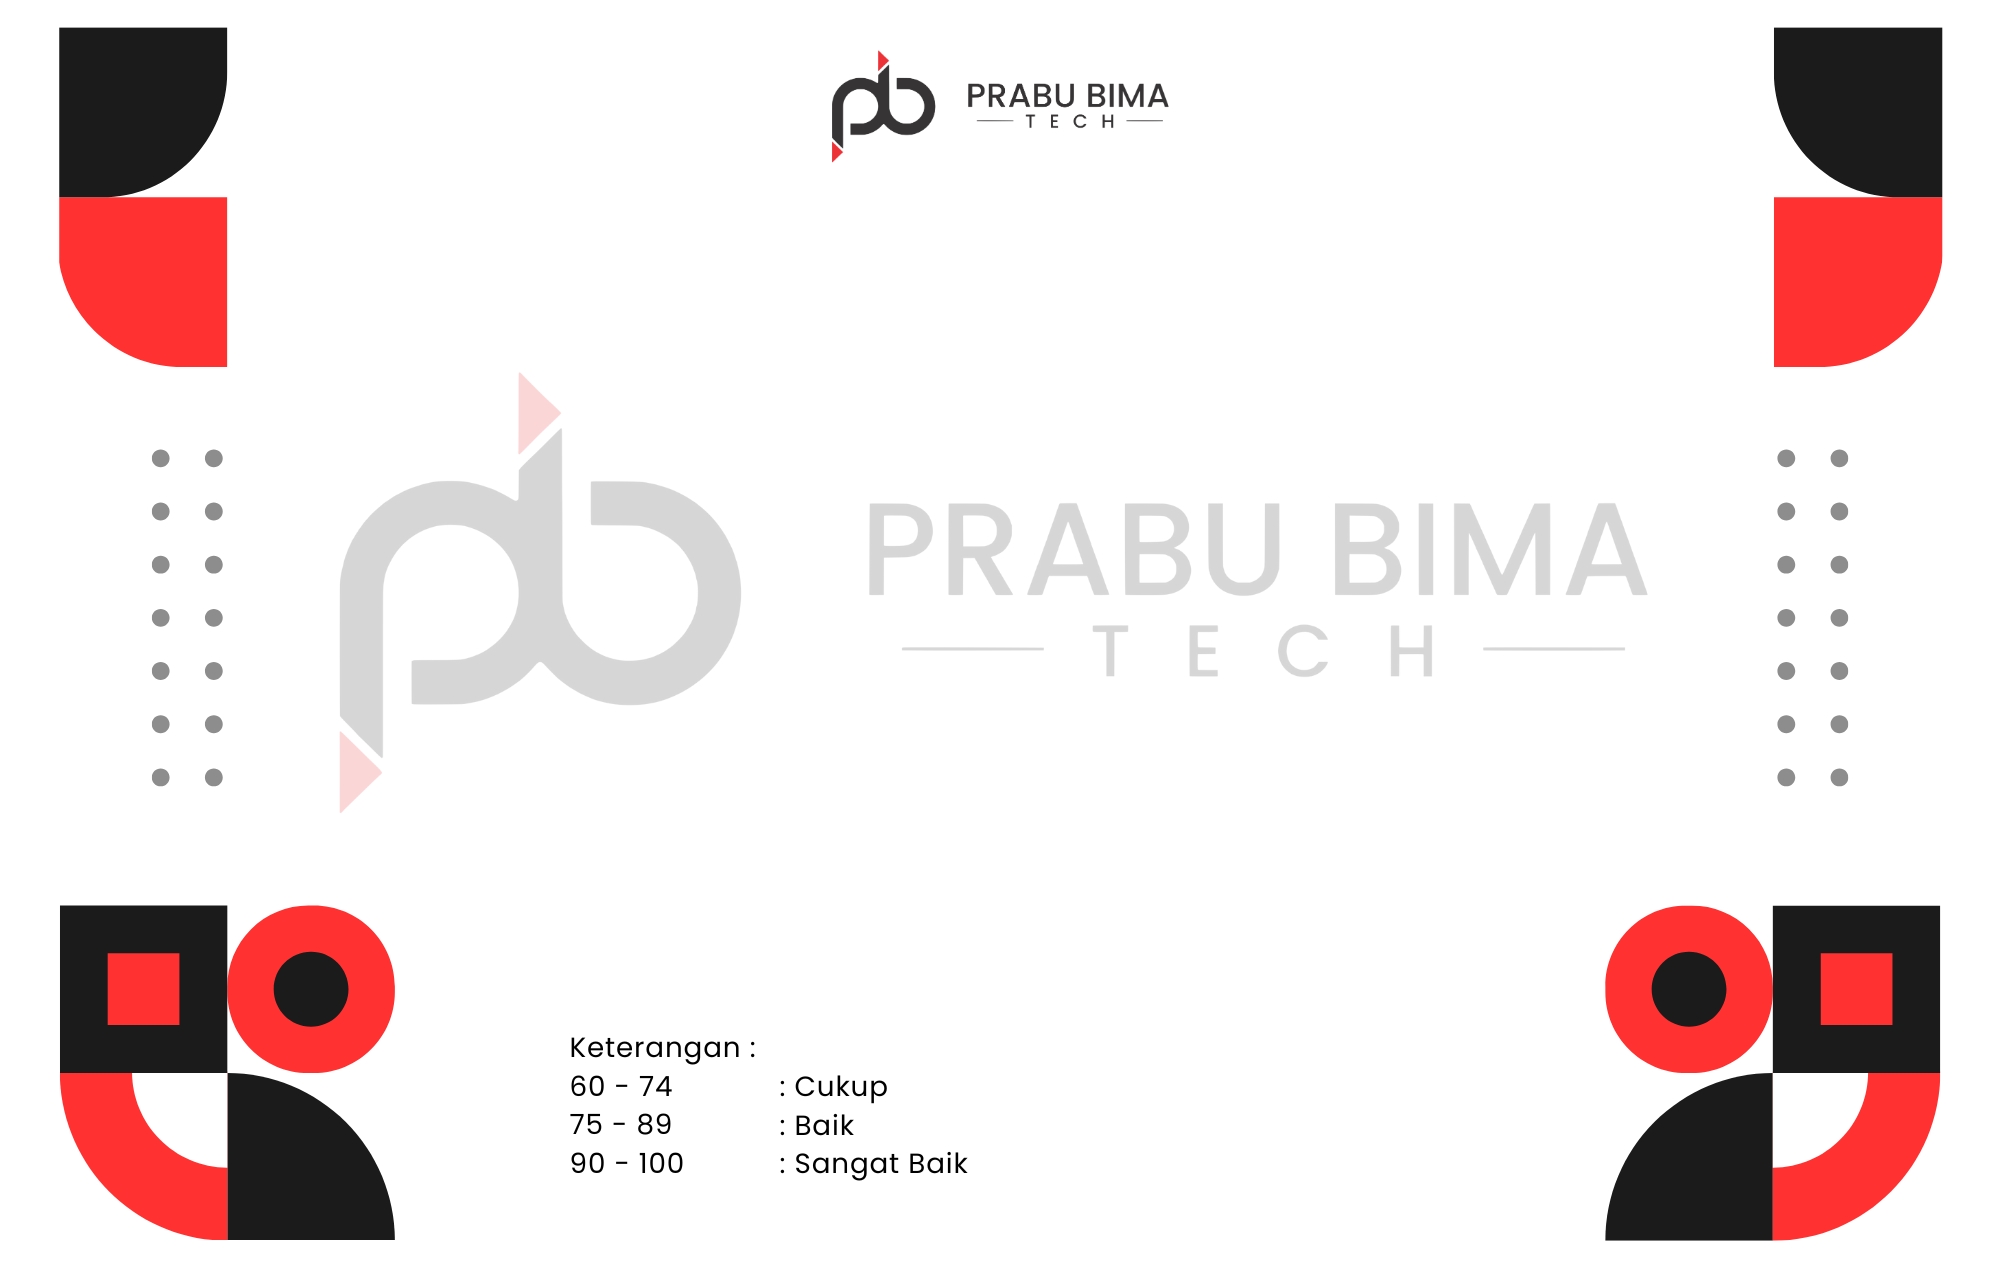 PRABU BIMA
TECH
PRABU BIMA
TECH
Keterangan :
60 - 74 : Cukup
75 - 89 : Baik
90 - 100 : Sangat Baik